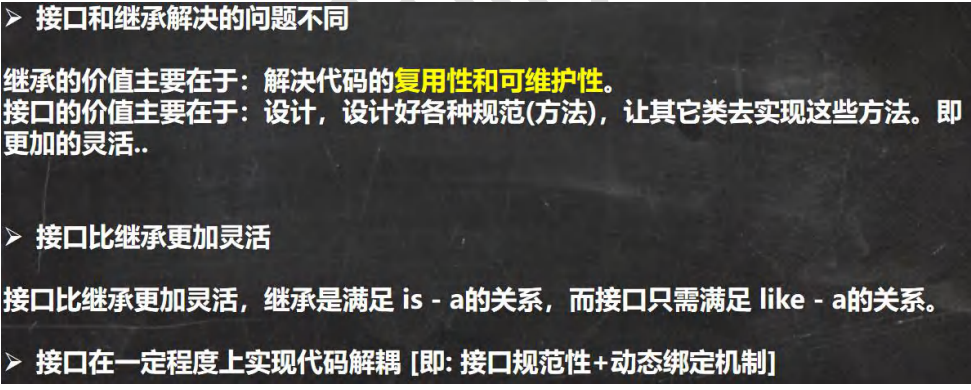 ➢ 接口和继承解决的问题不同
继承的价值主要在于：解决代码的复用性和可维护性。
接口的价值主要在于：设计，设计好各种规范(方法)，让其它类去实现这些方法。即
更加的灵活..
➢ 接口比继承更加灵活
接口比继承更加灵活，继承是满足 is - a的关系，而接口只需满足 like - a的关系。
➢ 接口在一定程度上实现代码解耦 [即: 接口规范性+动态绑定机制]